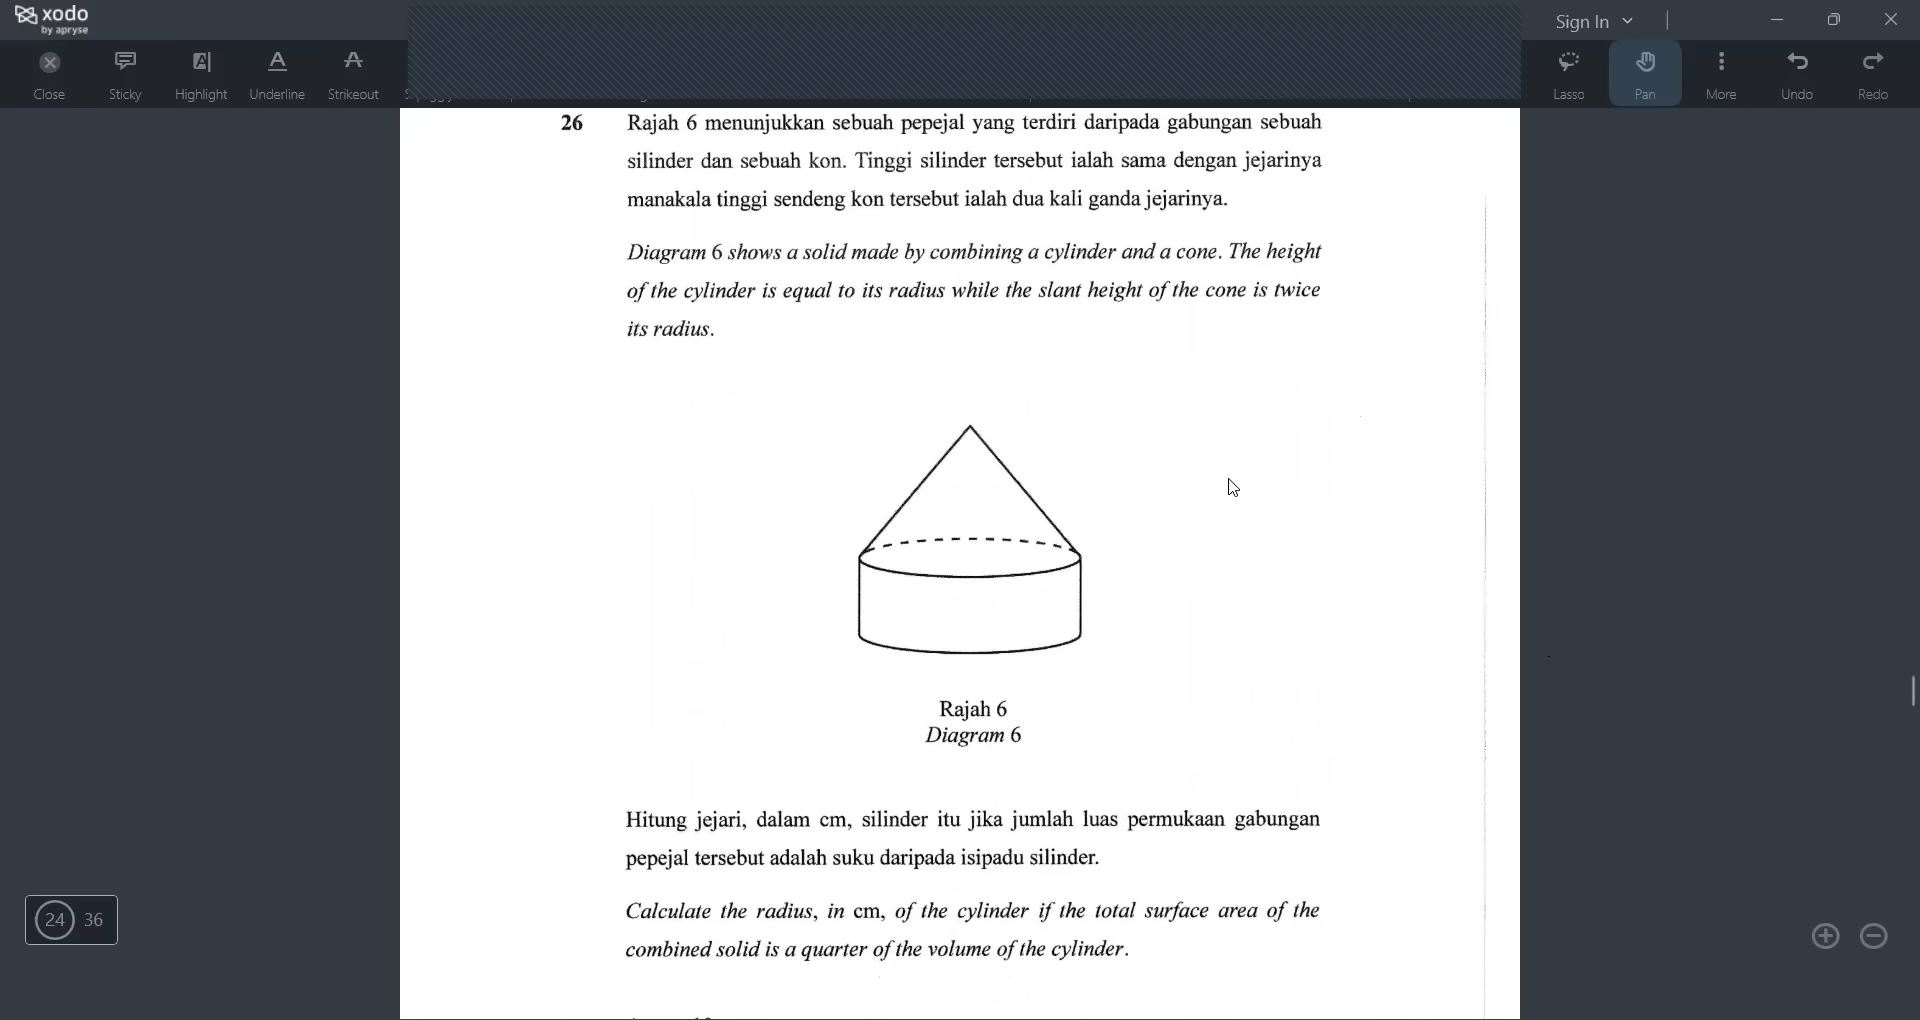 xodo
by apryse
Sign In
Close
Sticky
Highlight
Underline
Strikeout
Lasso
Pan
More
Undo
Redo
26 Rajah 6 menunjukkan sebuah pepejal yang terdiri daripada gabungan sebuah
silinder dan sebuah kon. Tinggi silinder tersebut ialah sama dengan jejarinya
manakala tinggi sendeng kon tersebut ialah dua kali ganda jejarinya.
Diagram 6 shows a solid made by combining a cylinder and a cone. The height
of the cylinder is equal to its radius while the slant height of the cone is twice
its radius.
Rajah 6
Diagram 6
Hitung jejari, dalam cm, silinder itu jika jumlah luas permukaan gabungan
pepejal tersebut adalah suku daripada isipadu silinder.
Calculate the radius, in cm, of the cylinder if the total surface area of the
combined solid is a quarter of the volume of the cylinder.
24 36